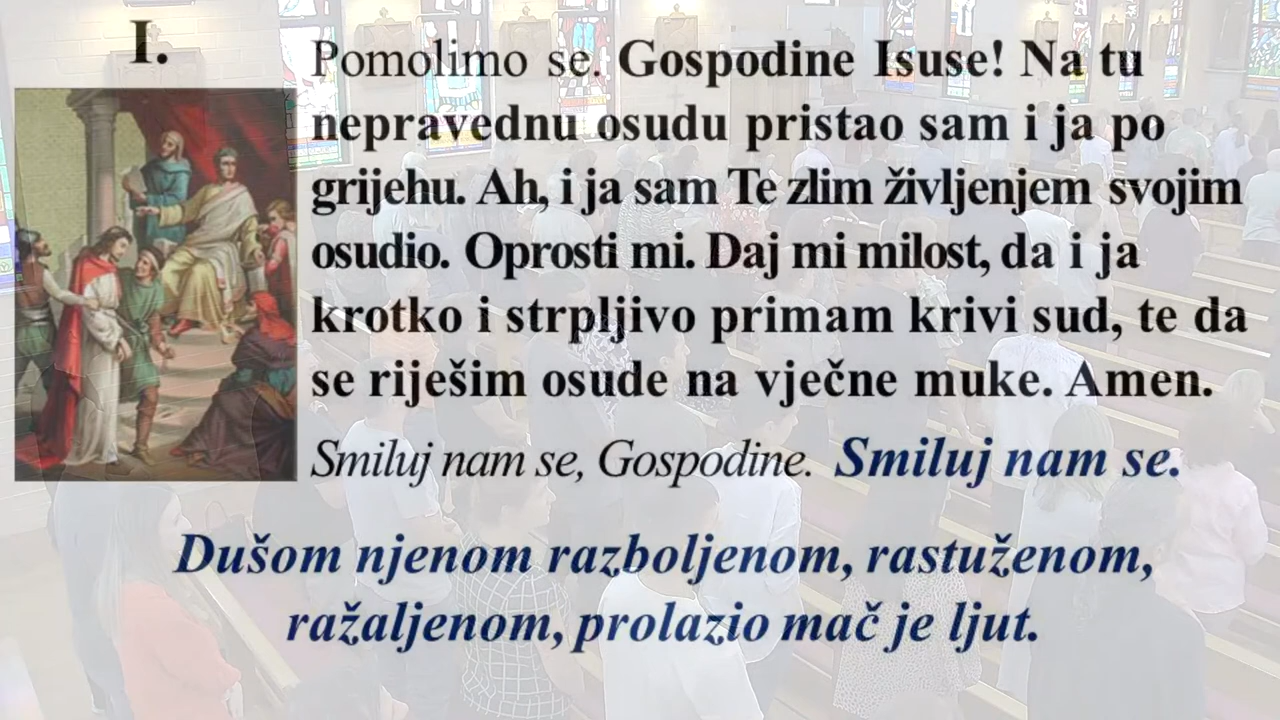 I.
Pomolimo se. Gospodine Isuse! Na tu
nepravednu osudu pristao sam i ja po
grijehu. Ah, i ja sam Te zlim življenjem svojim
osudio. Oprosti mi. Daj mi milost, da i ja
krotko i strpljivo primam krivi sud, te da
se riješim osude na vječne muke. Amen.
Smiluj nam se, Gospodine. Smiluj nam se.
Dušom njenom razboljenom, rastuženom,
ražaljenom, prolazio mač je ljut.